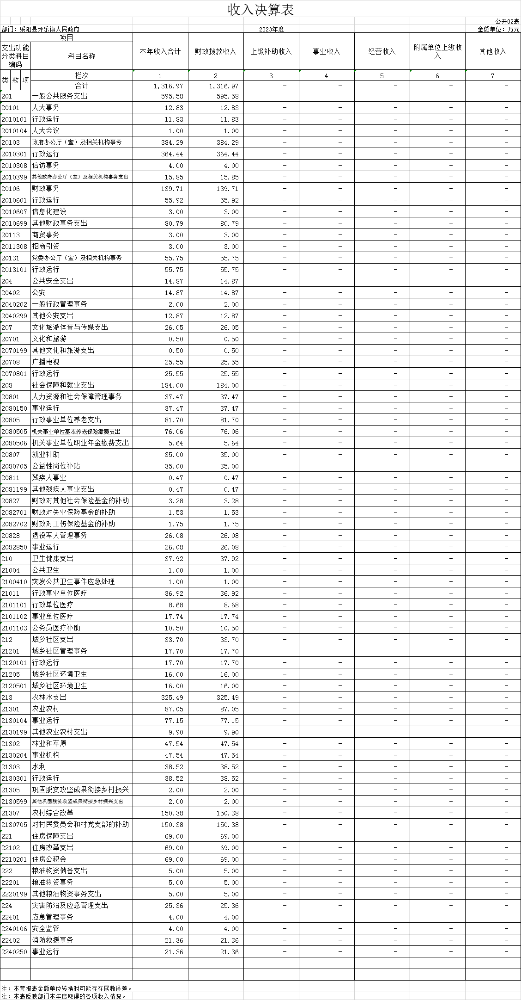 收入决算表
公开02表
部门：绥阳县坪乐镇人民政府 2023年度 金额单位：万元
项目 本年收入合计 财政拨款收入 上级补助收入 事业收入 经营收入 附属单位上缴收入 其他收入
支出功能分类科目编码 科目名称
类 款 项 栏次 1 2 3 4 5 6 7
合计 1,316.97 1,316.97 – – – – –
201 一般公共服务支出 595.58 595.58 – – – – –
20101 人大事务 12.83 12.83 – – – – –
2010101 行政运行 11.83 11.83 – – – – –
2010104 人大会议 1.00 1.00 – – – – –
20103 政府办公厅（室）及相关机构事务 384.29 384.29 – – – – –
2010301 行政运行 364.44 364.44 – – – – –
2010308 信访事务 4.00 4.00 – – – – –
2010399 其他政府办公厅（室）及相关机构事务支出 15.85 15.85 – – – – –
20106 财政事务 139.71 139.71 – – – – –
2010601 行政运行 55.92 55.92 – – – – –
2010607 信息化建设 3.00 3.00 – – – – –
2010699 其他财政事务支出 80.79 80.79 – – – – –
20113 商贸事务 3.00 3.00 – – – – –
2011308 招商引资 3.00 3.00 – – – – –
20131 党委办公厅（室）及相关机构事务 55.75 55.75 – – – – –
2013101 行政运行 55.75 55.75 – – – – –
204 公共安全支出 14.87 14.87 – – – – –
20402 公安 14.87 14.87 – – – – –
2040202 一般行政管理事务 2.00 2.00 – – – – –
2040299 其他公安支出 12.87 12.87 – – – – –
207 文化旅游体育与传媒支出 26.05 26.05 – – – – –
20701 文化和旅游 0.50 0.50 – – – – –
2070199 其他文化和旅游支出 0.50 0.50 – – – – –
20708 广播电视 25.55 25.55 – – – – –
2070801 行政运行 25.55 25.55 – – – – –
208 社会保障和就业支出 184.00 184.00 – – – – –
20801 人力资源和社会保障管理事务 37.47 37.47 – – – – –
2080150 事业运行 37.47 37.47 – – – – –
20805 行政事业单位养老支出 81.70 81.70 – – – – –
2080505 机关事业单位基本养老保险缴费支出 76.06 76.06 – – – – –
2080506 机关事业单位职业年金缴费支出 5.64 5.64 – – – – –
20807 就业补助 35.00 35.00 – – – – –
2080705 公益性岗位补贴 35.00 35.00 – – – – –
20811 残疾人事业 0.47 0.47 – – – – –
2081199 其他残疾人事业支出 0.47 0.47 – – – – –
20827 财政对其他社会保险基金的补助 3.28 3.28 – – – – –
2082701 财政对失业保险基金的补助 1.53 1.53 – – – – –
2082702 财政对工伤保险基金的补助 1.75 1.75 – – – – –
20828 退役军人管理事务 26.08 26.08 – – – – –
2082850 事业运行 26.08 26.08 – – – – –
210 卫生健康支出 37.92 37.92 – – – – –
21004 公共卫生 1.00 1.00 – – – – –
2100410 突发公共卫生事件应急处理 1.00 1.00 – – – – –
21011 行政事业单位医疗 36.92 36.92 – – – – –
2101101 行政单位医疗 8.68 8.68 – – – – –
2101102 事业单位医疗 17.74 17.74 – – – – –
2101103 公务员医疗补助 10.50 10.50 – – – – –
212 城乡社区支出 33.70 33.70 – – – – –
21201 城乡社区管理事务 17.70 17.70 – – – – –
2120101 行政运行 17.70 17.70 – – – – –
21205 城乡社区环境卫生 16.00 16.00 – – – – –
2120501 城乡社区环境卫生 16.00 16.00 – – – – –
213 农林水支出 325.49 325.49 – – – – –
21301 农业农村 87.05 87.05 – – – – –
2130104 事业运行 77.15 77.15 – – – – –
2130199 其他农业农村支出 9.90 9.90 – – – – –
21302 林业和草原 47.54 47.54 – – – – –
2130204 事业机构 47.54 47.54 – – – – –
21303 水利 38.52 38.52 – – – – –
2130301 行政运行 38.52 38.52 – – – – –
21305 巩固脱贫攻坚成果衔接乡村振兴 2.00 2.00 – – – – –
2130599 其他巩固脱贫攻坚成果衔接乡村振兴支出 2.00 2.00 – – – – –
21307 农村综合改革 150.38 150.38 – – – – –
2130705 对村民委员会和村党支部的补助 150.38 150.38 – – – – –
221 住房保障支出 69.00 69.00 – – – – –
22102 住房改革支出 69.00 69.00 – – – – –
2210201 住房公积金 69.00 69.00 – – – – –
222 粮油物资储备支出 5.00 5.00 – – – – –
22201 粮油物资事务 5.00 5.00 – – – – –
2220199 其他粮油物资事务支出 5.00 5.00 – – – – –
224 灾害防治及应急管理支出 25.36 25.36 – – – – –
22401 应急管理事务 4.00 4.00 – – – – –
2240106 安全监管 4.00 4.00 – – – – –
22402 消防救援事务 21.36 21.36 – – – – –
2240250 事业运行 21.36 21.36 – – – – –
注：本套报表金额单位转换时可能存在尾数误差。
注：本表反映部门本年度取得的各项收入情况。